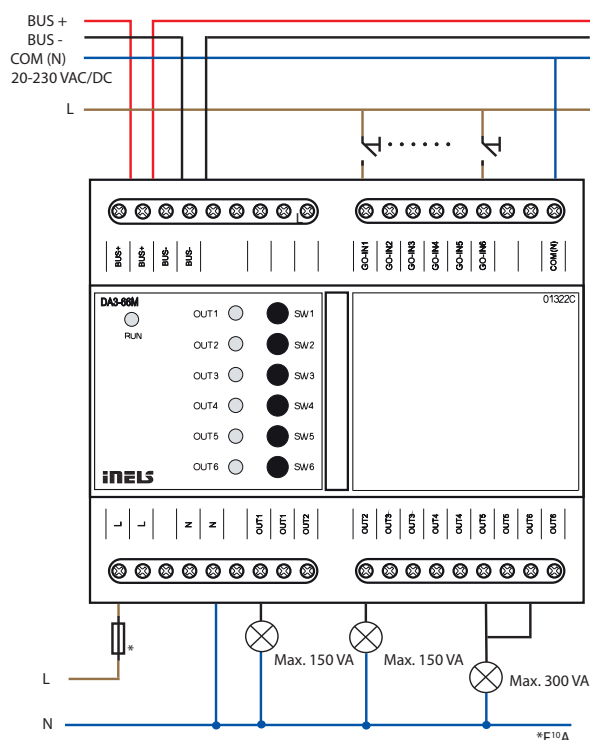 BUS +
BUS -
COM (N)
20-230 VAC/DC
L
L
BUS+ BUS+ BUS- BUS-
GO-IN1 GO-IN2 GO-IN3 GO-IN4 GO-IN5 GO-IN6 COM(N)
DA3-66M
RUN
01322C
OUT1 SW1
OUT2 SW2
OUT3 SW3
OUT4 SW4
OUT5 SW5
OUT6 SW6
iNELS
L L N N OUT1 OUT1 OUT2
OUT2 OUT3 OUT3 OUT4 OUT4 OUT5 OUT5 OUT6 OUT6
*
Max. 150 VA
Max. 150 VA
Max. 300 VA
L
N
*F10A